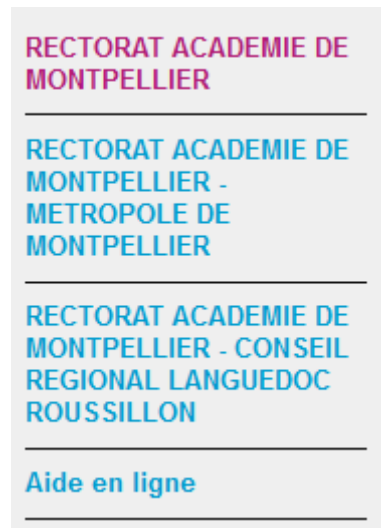 RECTORAT ACADEMIE DE
MONTPELLIER
RECTORAT ACADEMIE DE
MONTPELLIER -
METROPOLE DE
MONTPELLIER
RECTORAT ACADEMIE DE
MONTPELLIER - CONSEIL
REGIONAL LANGUEDOC
ROUSSILLON
Aide en ligne